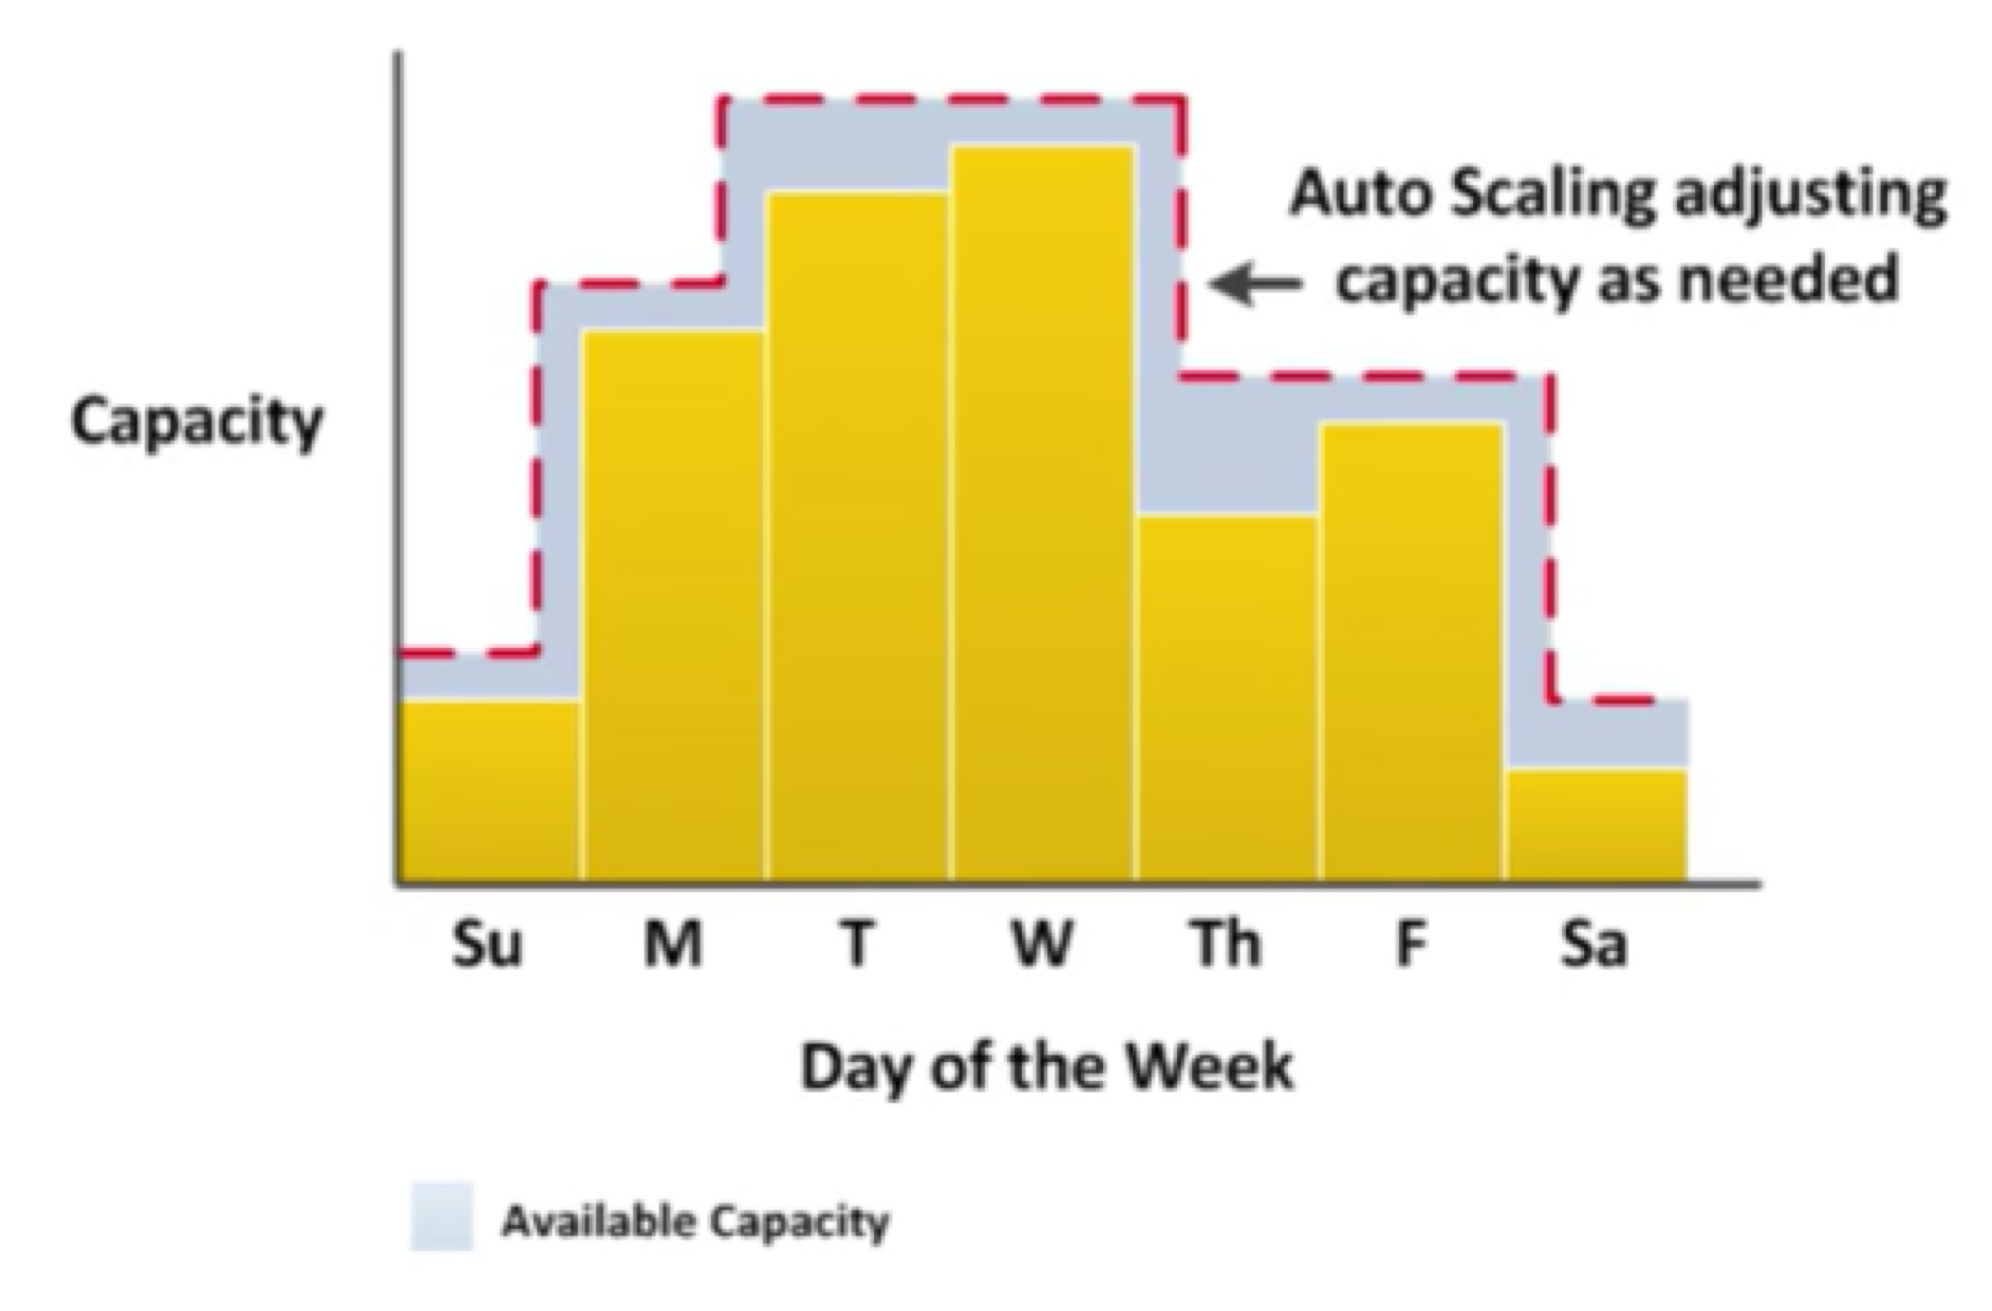 Auto Scaling adjusting
capacity as needed
Capacity
Su M T W Th F Sa
Day of the Week
Available Capacity